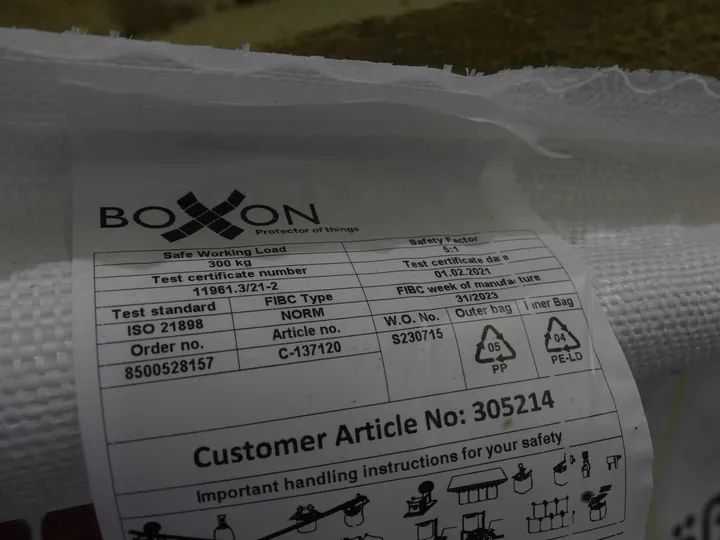 BOXON
Protector of things
Safe Working Load
300 kg
Safety Factor
5:1
Test certificate number
11961.3/21-2
Test certificate date
01.02.2021
Test standard
ISO 21898
FIBC Type
NORM
FIBC week of manufacture
31/2023
Order no.
8500528157
Article no.
C-137120
W.O. No.
S230715
Outer bag
05
PP
Inner Bag
04
PE-LD
Customer Article No: 305214
Important handling instructions for your safety